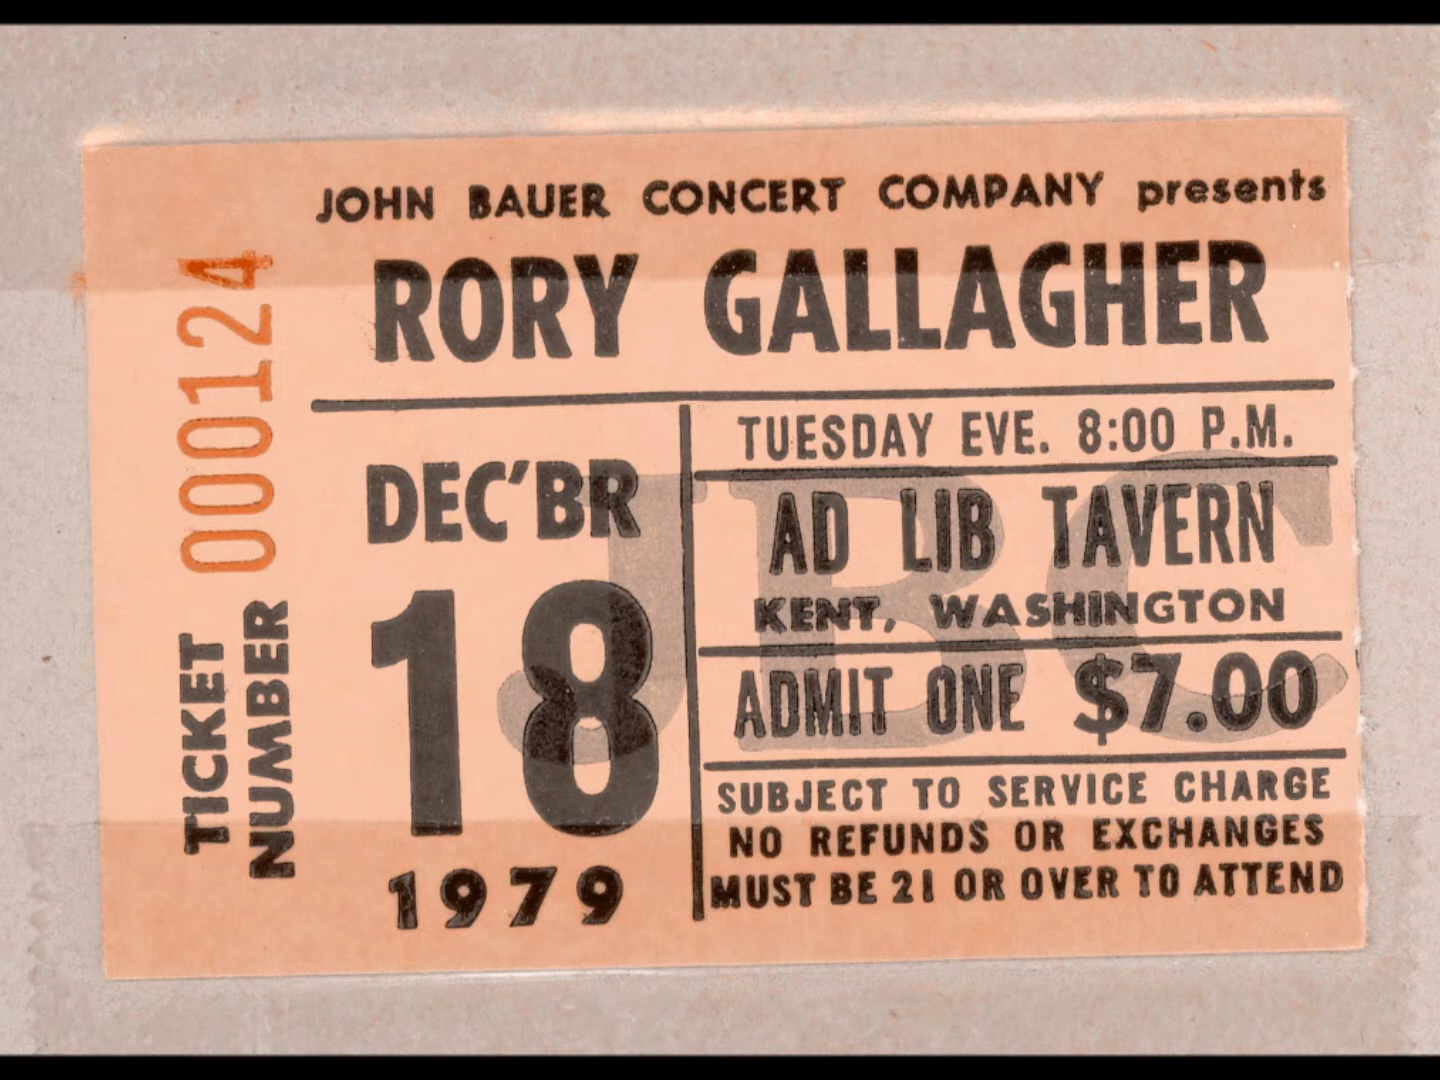 JOHN BAUER CONCERT COMPANY presents
RORY GALLAGHER
TICKET
NUMBER 000124
DEC'BR
18
1979
TUESDAY EVE. 8:00 P.M.
AD LIB TAVERN
KENT, WASHINGTON
ADMIT ONE $7.00
SUBJECT TO SERVICE CHARGE
NO REFUNDS OR EXCHANGES
MUST BE 21 OR OVER TO ATTEND
JBC